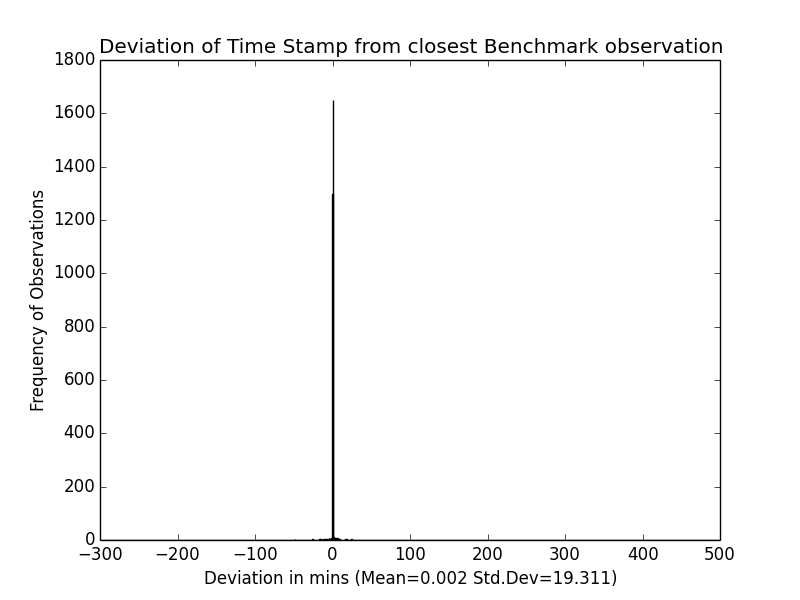 Deviation of Time Stamp from closest Benchmark observation
1800
1600
1400
1200
1000
800
600
400
200
0
Frequency of Observations
−300 −200 −100 0 100 200 300 400 500
Deviation in mins (Mean=0.002 Std.Dev=19.311)